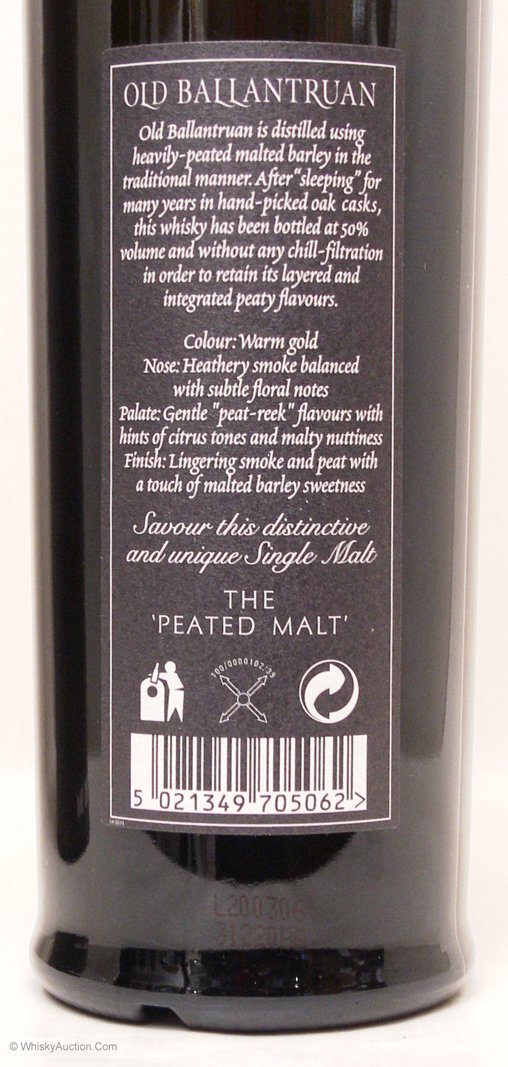 OLD BALLANTRUAN
Old Ballantruan is distilled using
heavily-peated malted barley in the
traditional manner. After "sleeping" for
many years in hand-picked oak casks,
this whisky has been bottled at 50%
volume and without any chill-filtration
in order to retain its layered and
integrated peaty flavours.
Colour: Warm gold
Nose: Heathery smoke balanced
with subtle floral notes
Palate: Gentle "peat-reek" flavours with
hints of citrus tones and malty nuttiness
Finish: Lingering smoke and peat with
a touch of malted barley sweetness
Savour this distinctive
and unique Single Malt
THE
'PEATED MALT'
100/0000102/39
5 021349 705062 >
L200306
© WhiskyAuction.Com